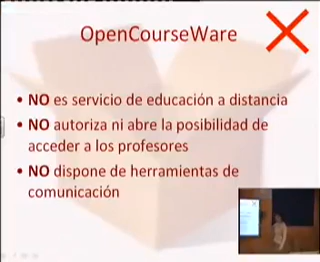 OpenCourseWare
• NO es servicio de educación a distancia
• NO autoriza ni abre la posibilidad de
acceder a los profesores
• NO dispone de herramientas de
comunicación